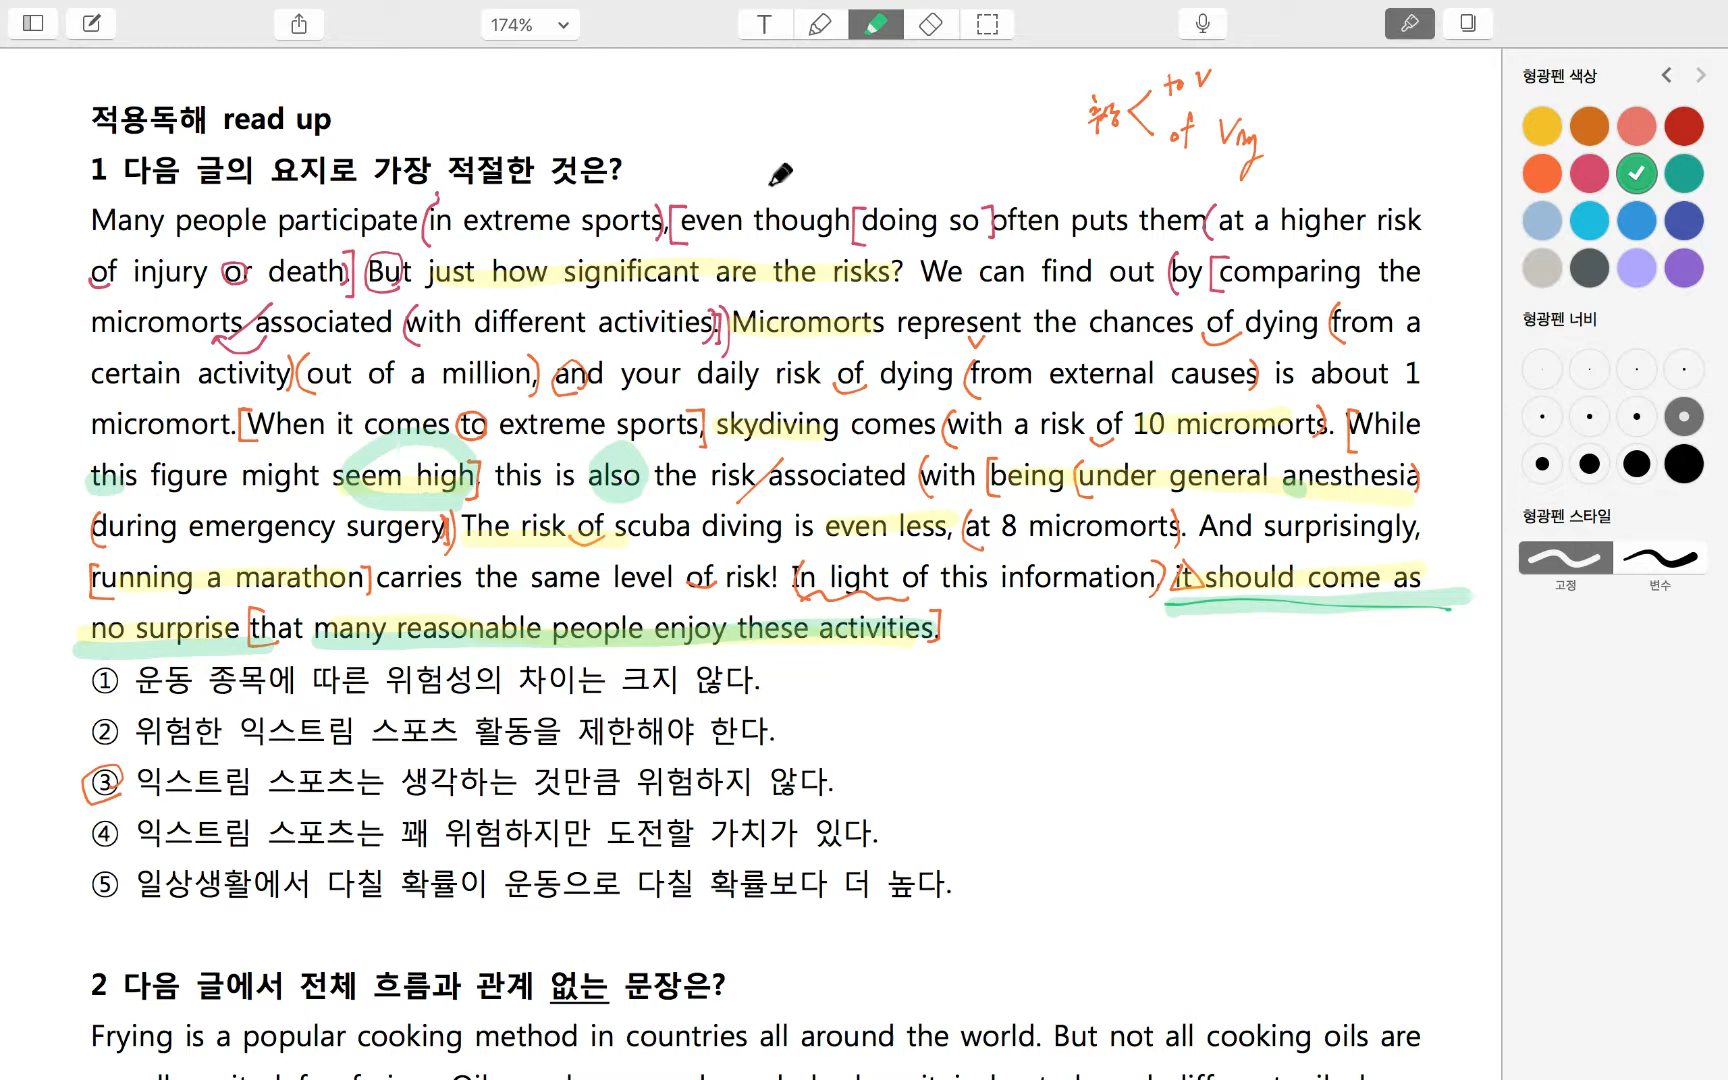 174%
T
형광펜 색상
to V
추상
of Ving
적용독해 read up
1 다음 글의 요지로 가장 적절한 것은?
Many people participate in extreme sports, even though doing so often puts them at a higher risk
of injury or death. But just how significant are the risks? We can find out by comparing the
micromorts associated with different activities. Micromorts represent the chances of dying from a
certain activity out of a million, and your daily risk of dying from external causes is about 1
micromort. When it comes to extreme sports, skydiving comes with a risk of 10 micromorts. While
this figure might seem high, this is also the risk associated with being under general anesthesia
during emergency surgery. The risk of scuba diving is even less, at 8 micromorts. And surprisingly,
running a marathon carries the same level of risk! In light of this information, it should come as
no surprise that many reasonable people enjoy these activities.
① 운동 종목에 따른 위험성의 차이는 크지 않다.
② 위험한 익스트림 스포츠 활동을 제한해야 한다.
③ 익스트림 스포츠는 생각하는 것만큼 위험하지 않다.
④ 익스트림 스포츠는 꽤 위험하지만 도전할 가치가 있다.
⑤ 일상생활에서 다칠 확률이 운동으로 다칠 확률보다 더 높다.
2 다음 글에서 전체 흐름과 관계 없는 문장은?
Frying is a popular cooking method in countries all around the world. But not all cooking oils are
형광펜 너비
형광펜 스타일
고정
변수